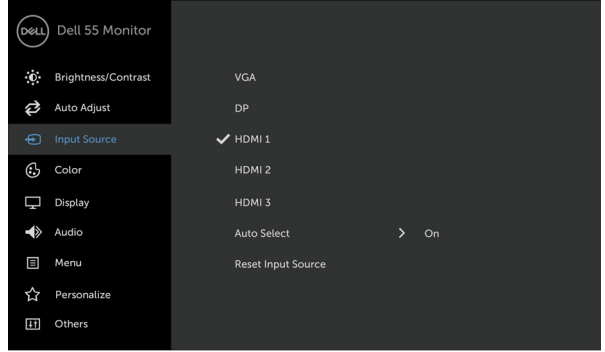 DELL Dell 55 Monitor
Brightness/Contrast
Auto Adjust
Input Source
Color
Display
Audio
Menu
Personalize
Others
VGA
DP
HDMI 1
HDMI 2
HDMI 3
Auto Select On
Reset Input Source